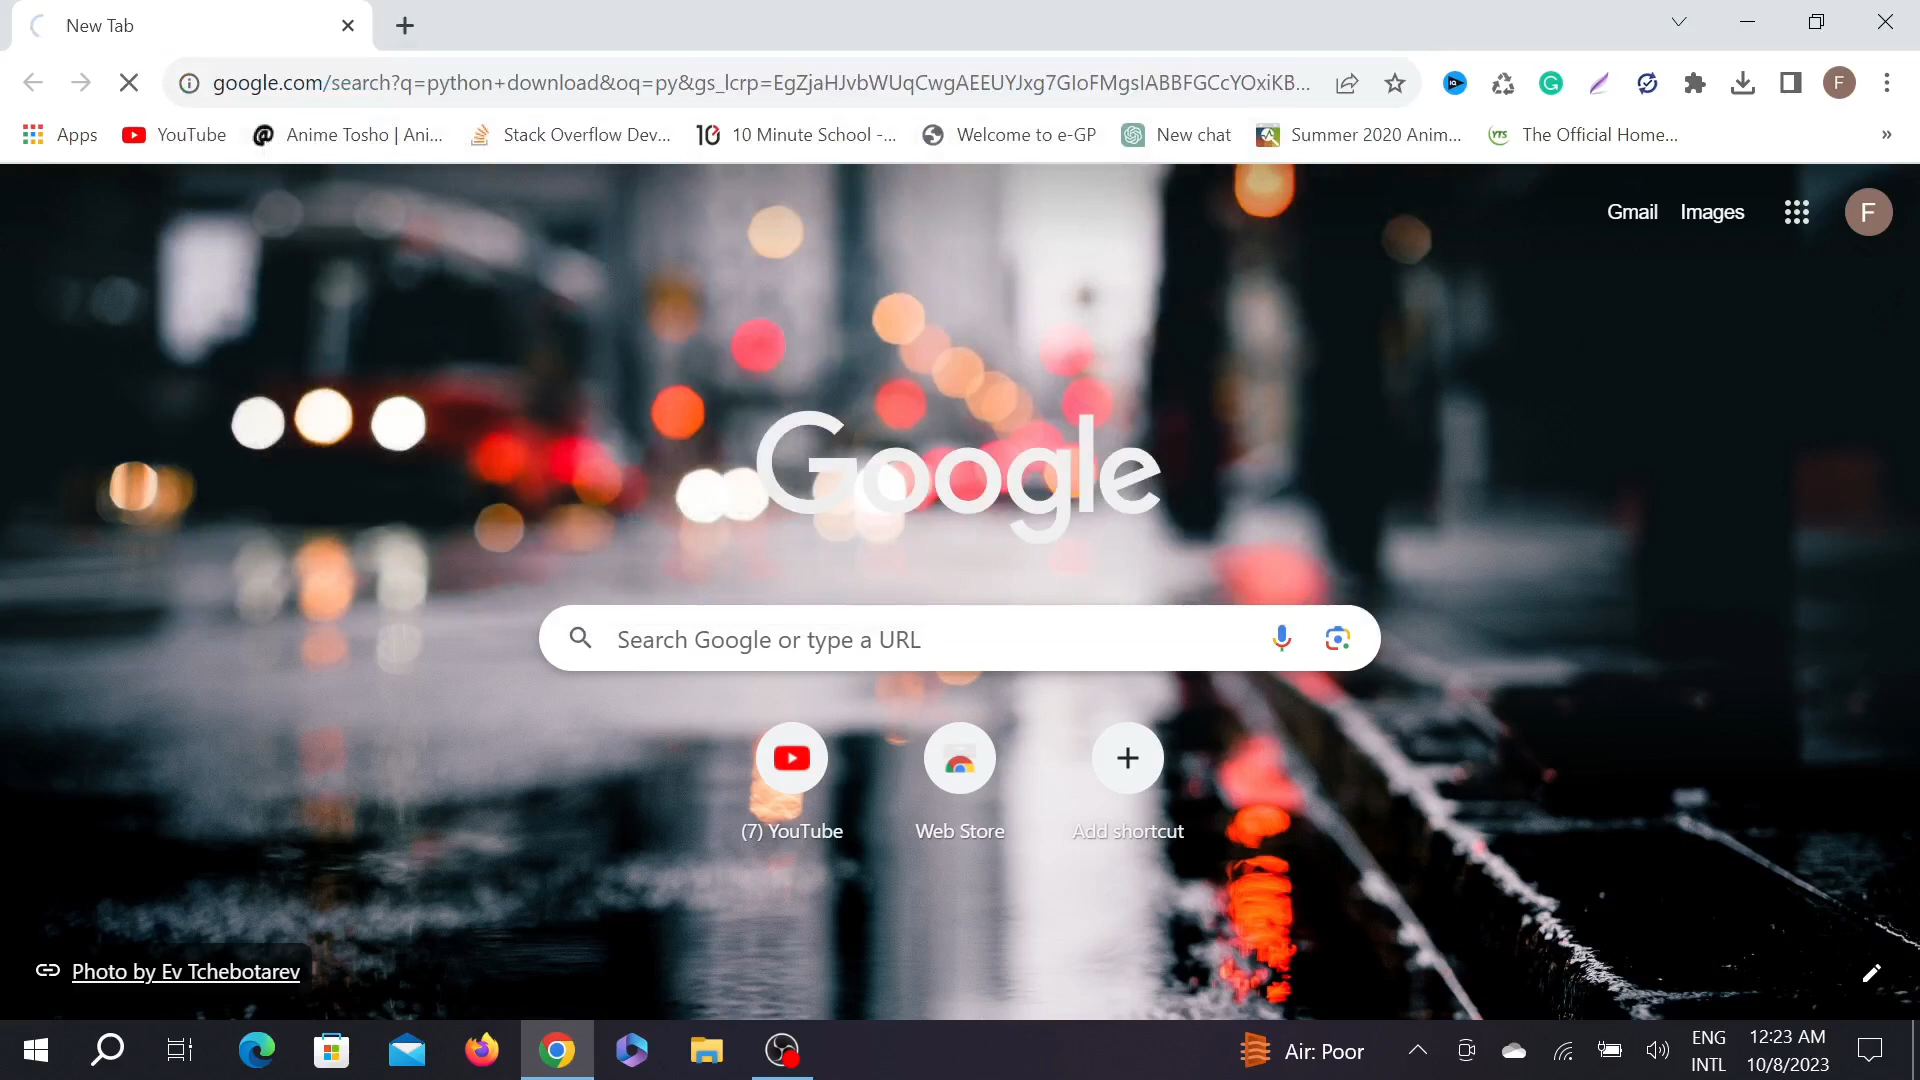 New Tab
google.com/search?q=python+download&oq=py&gs_lcrp=EgZjaHJvbWUqCwgAEEUYJxg7GIoFMgsIABBFGCcYOxiKB...
Apps YouTube Anime Tosho | Ani... Stack Overflow Dev... 10 Minute School -... Welcome to e-GP New chat Summer 2020 Anim... YTS The Official Home... »
Gmail Images F
Google
Search Google or type a URL
(7) YouTube Web Store Add shortcut
Photo by Ev Tchebotarev
Air: Poor
ENG 12:23 AM
INTL 10/8/2023